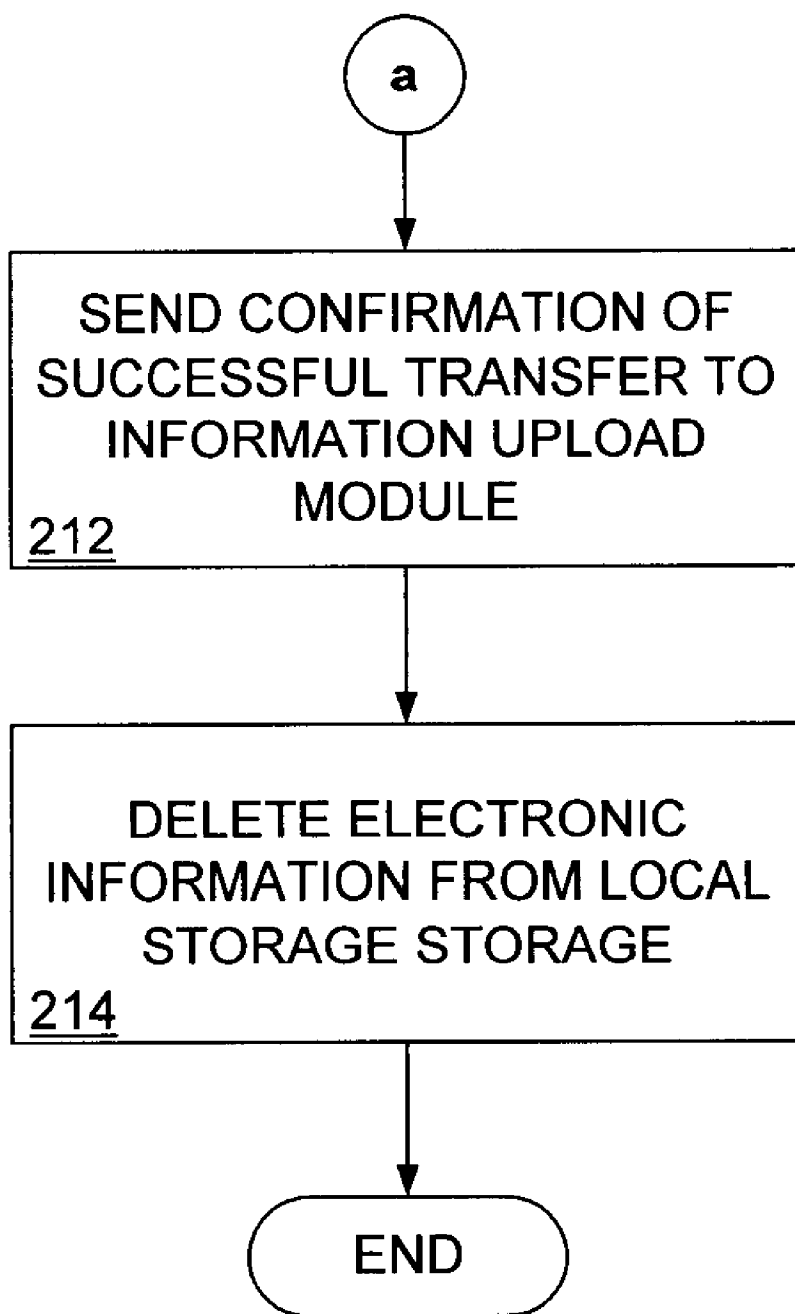 a
SEND CONFIRMATION OF
SUCCESSFUL TRANSFER TO
INFORMATION UPLOAD
MODULE
212
DELETE ELECTRONIC
INFORMATION FROM LOCAL
STORAGE STORAGE
214
END